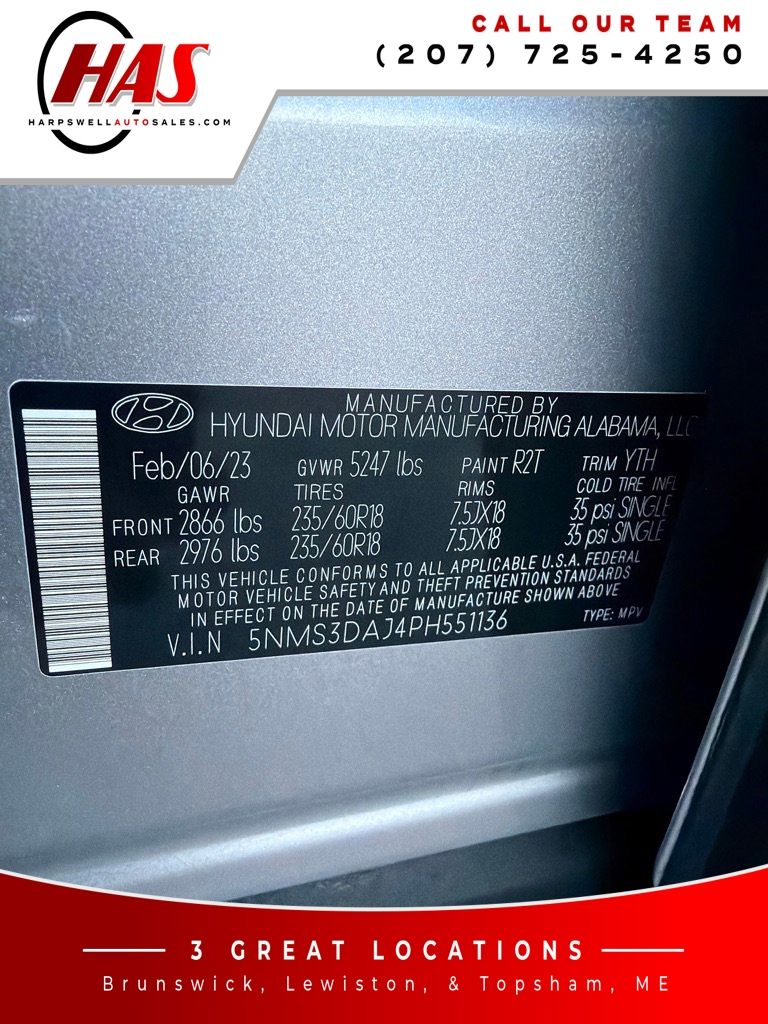 HAS
HARPSWELLAUTOSALES.COM
CALL OUR TEAM
(207) 725-4250
MANUFACTURED BY
HYUNDAI MOTOR MANUFACTURING ALABAMA, LLC
Feb/06/23 GVWR 5247 lbs PAINT R2T TRIM YTH
GAWR TIRES RIMS COLD TIRE INFL
FRONT 2866 lbs 235/60R18 7.5JX18 35 psi SINGLE
REAR 2976 lbs 235/60R18 7.5JX18 35 psi SINGLE
THIS VEHICLE CONFORMS TO ALL APPLICABLE U.S.A. FEDERAL
MOTOR VEHICLE SAFETY AND THEFT PREVENTION STANDARDS
IN EFFECT ON THE DATE OF MANUFACTURE SHOWN ABOVE
V.I.N 5NMS3DAJ4PH551136 TYPE: MPV
3 GREAT LOCATIONS
Brunswick, Lewiston, & Topsham, ME